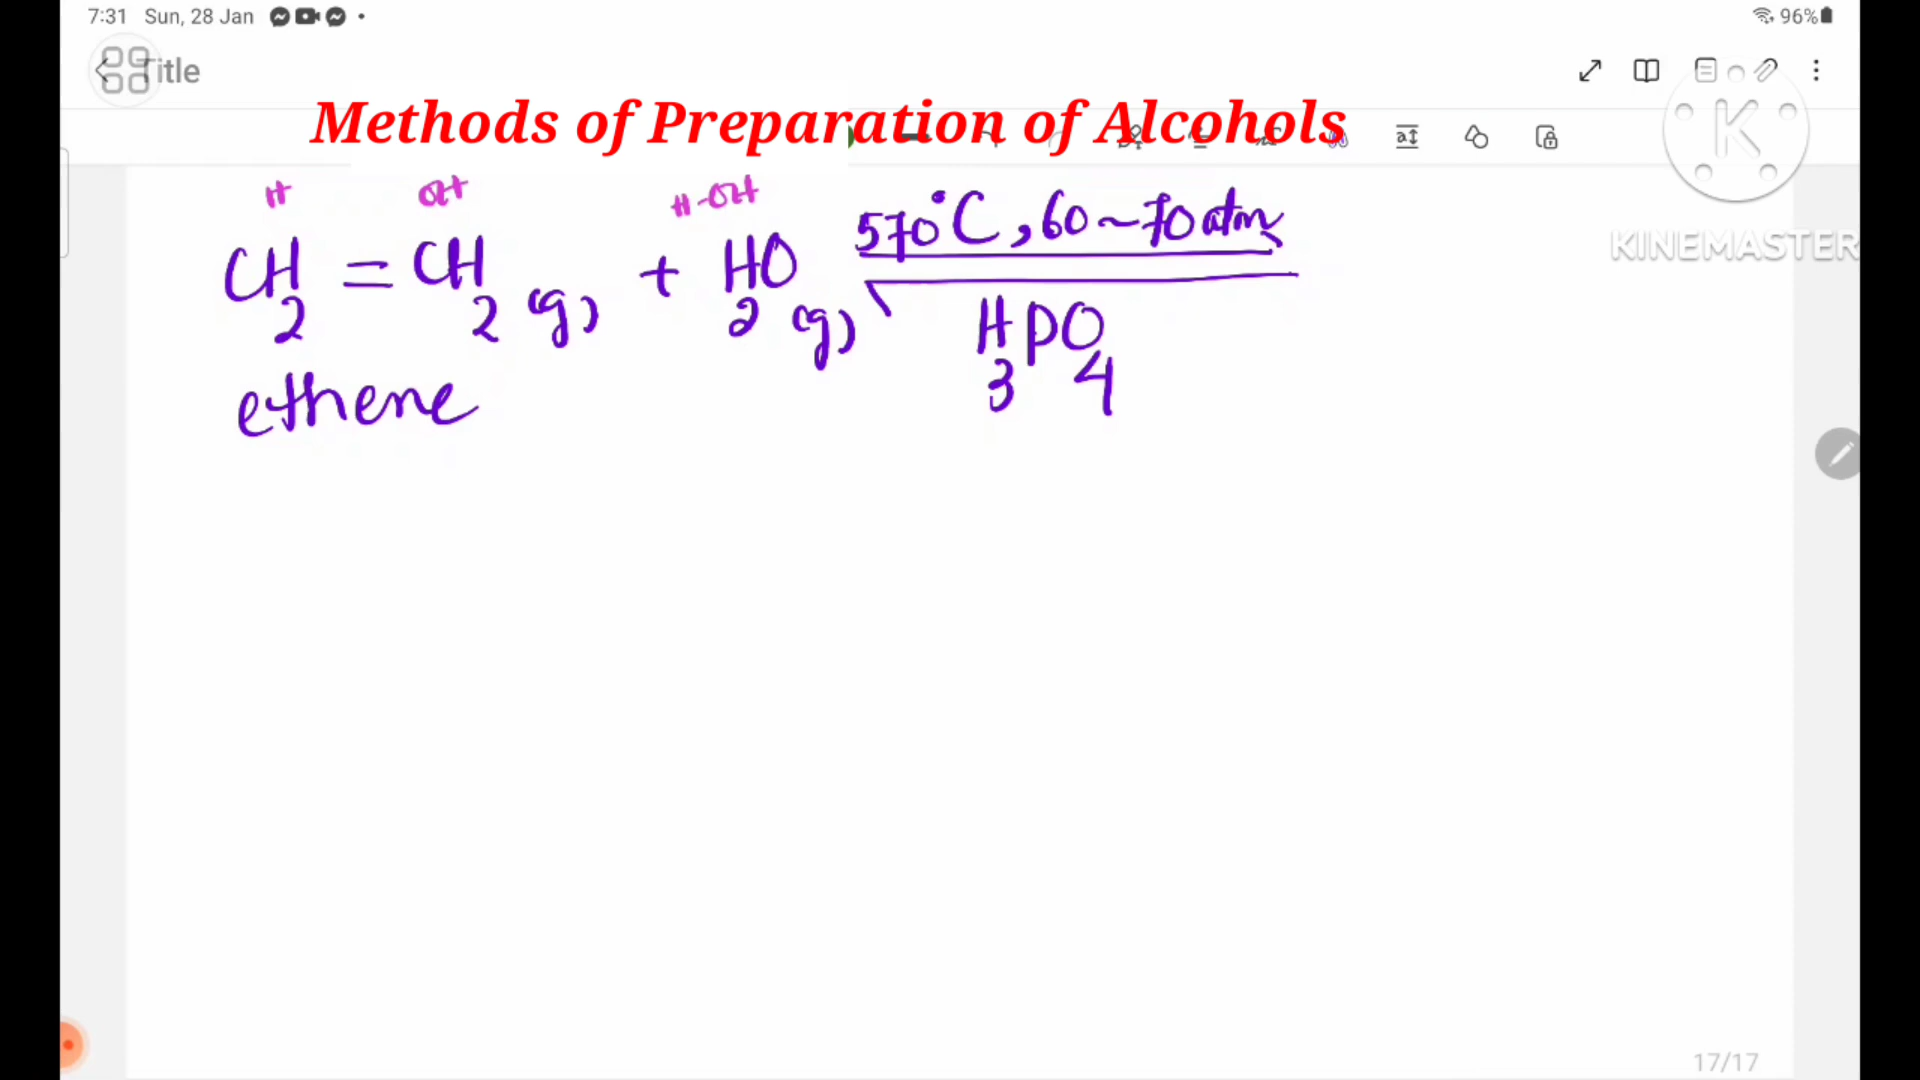 7:31 Sun, 28 Jan
96%
Title
Methods of Preparation of Alcohols
K
KINEMASTER
H OH H-OH
CH2 = CH2 (g) + H2O (g) 570°C, 60~70 atm
H3PO4
ethene
17/17